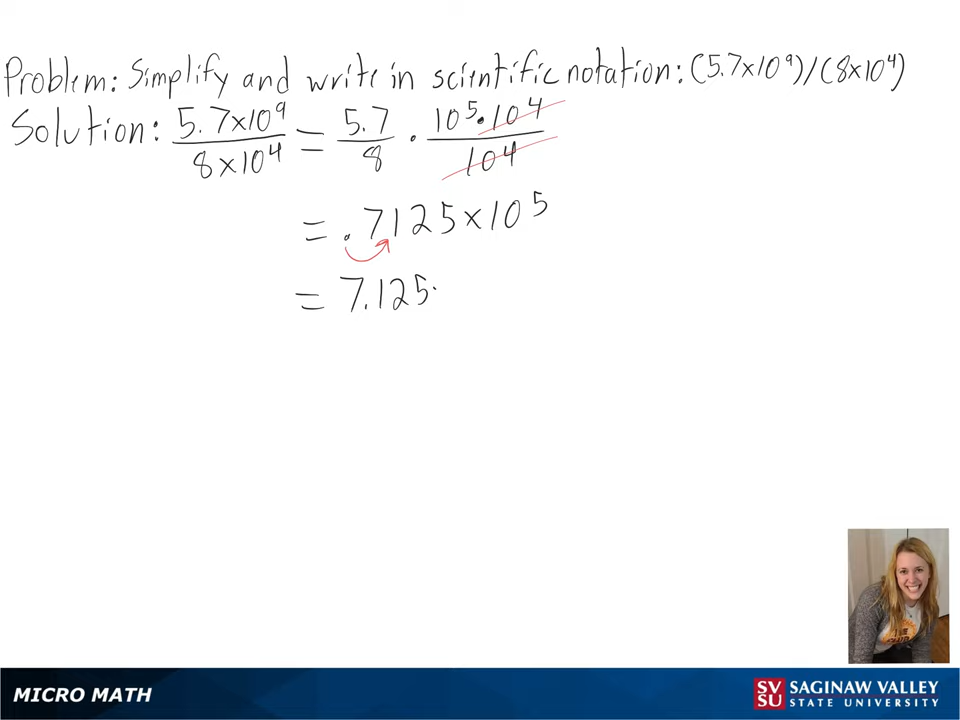 Problem: Simplify and write in scientific notation: (5.7×10⁹)/(8×10⁴)
Solution: 5.7×10⁹/8×10⁴ = 5.7/8 · 10⁵·10⁴/10⁴
= .7125×10⁵
= 7.125·
MICRO MATH
SVSU SAGINAW VALLEY STATE UNIVERSITY